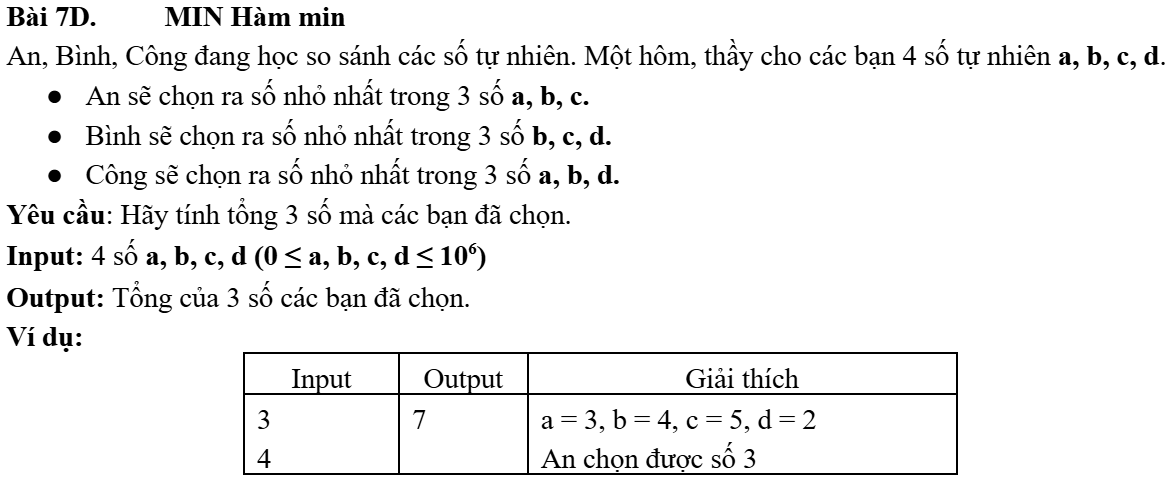 Bài 7D. MIN Hàm min
An, Bình, Công đang học so sánh các số tự nhiên. Một hôm, thầy cho các bạn 4 số tự nhiên a, b, c, d.
● An sẽ chọn ra số nhỏ nhất trong 3 số a, b, c.
● Bình sẽ chọn ra số nhỏ nhất trong 3 số b, c, d.
● Công sẽ chọn ra số nhỏ nhất trong 3 số a, b, d.
Yêu cầu: Hãy tính tổng 3 số mà các bạn đã chọn.
Input: 4 số a, b, c, d (0 ≤ a, b, c, d ≤ 10⁶)
Output: Tổng của 3 số các bạn đã chọn.
Ví dụ:
Input Output Giải thích
3 7 a = 3, b = 4, c = 5, d = 2
4 An chọn được số 3